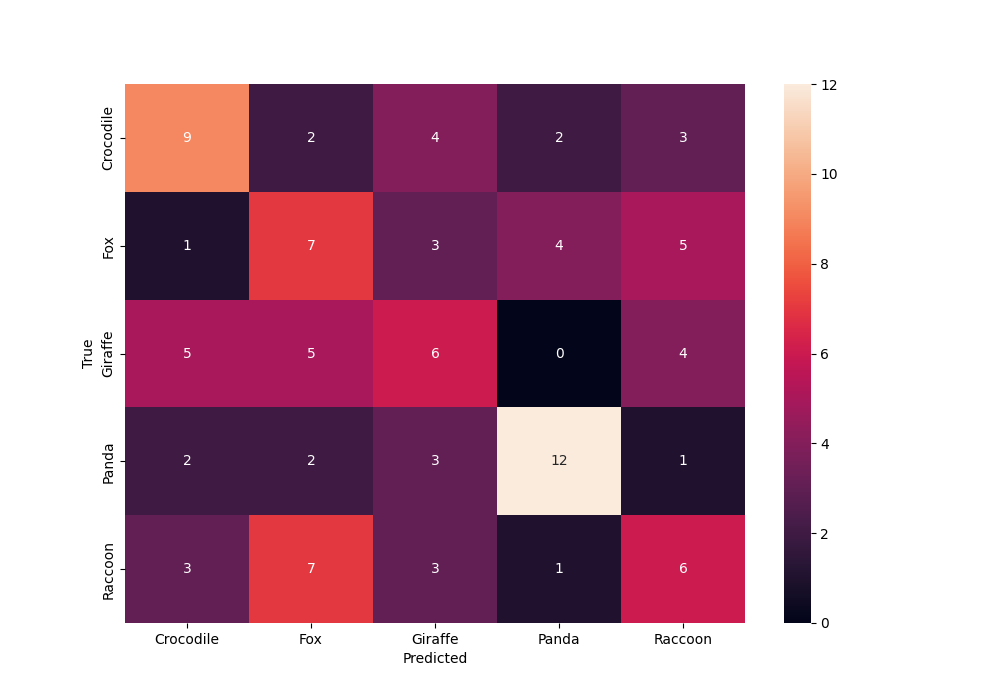 Crocodile 9 2 4 2 3
Fox 1 7 3 4 5
Giraffe 5 5 6 0 4
Panda 2 2 3 12 1
Raccoon 3 7 3 1 6
True
Crocodile Fox Giraffe Panda Raccoon
Predicted
12
10
8
6
4
2
0